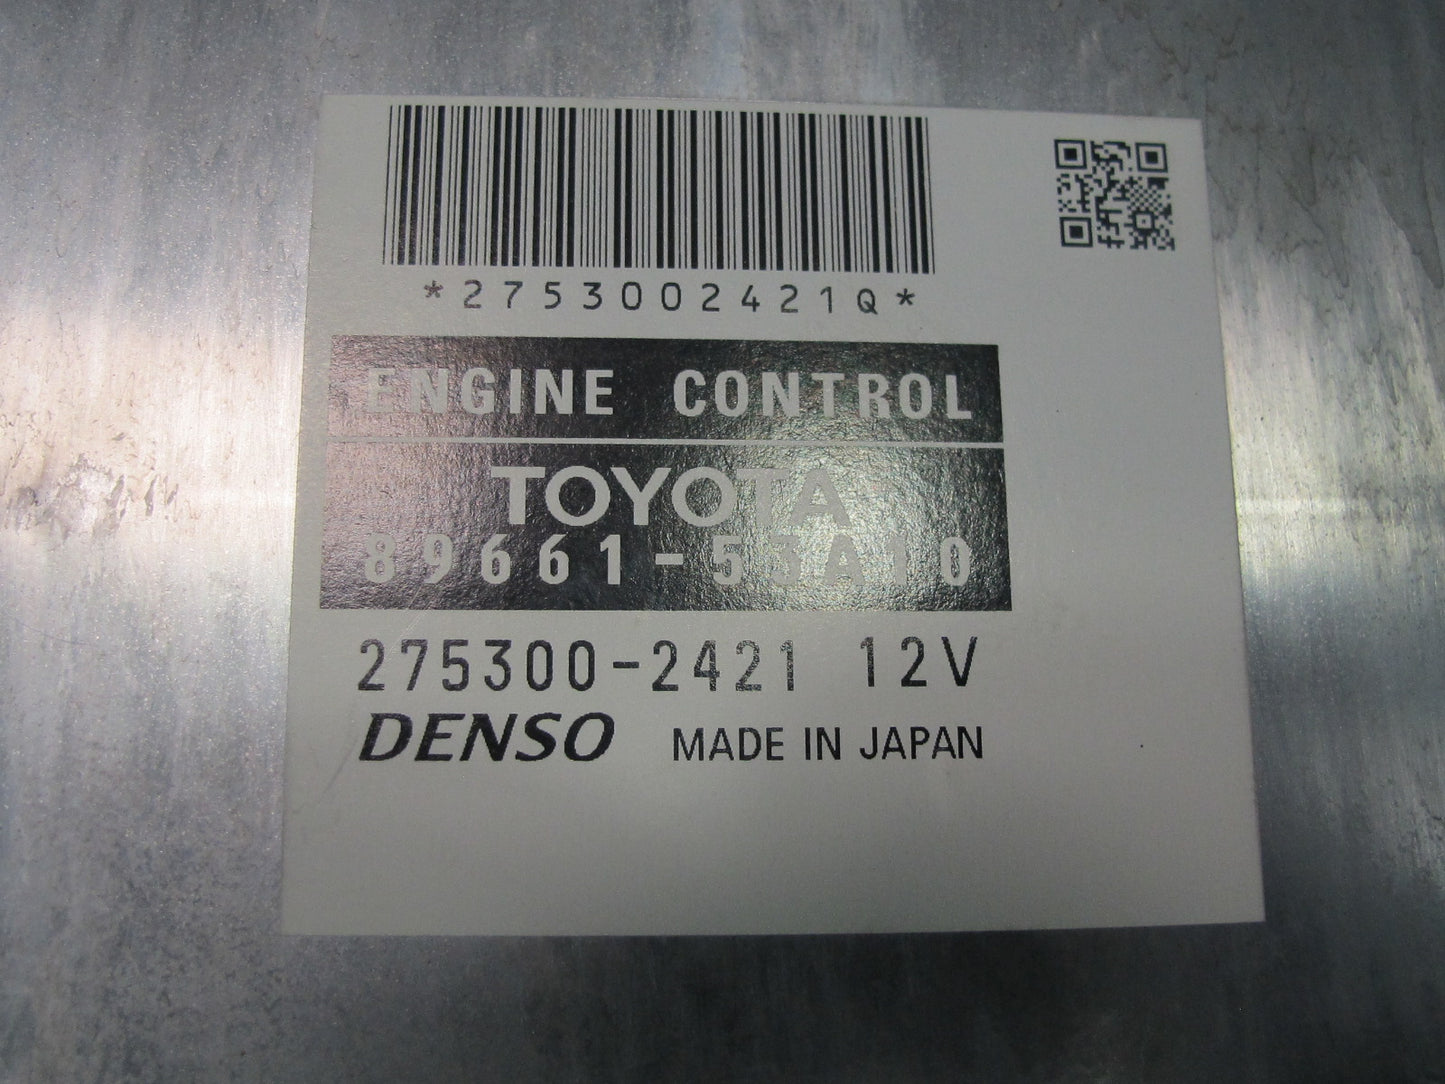 *2753002421Q*
ENGINE CONTROL
TOYOTA
89661-53A10
275300-2421 12V
DENSO MADE IN JAPAN